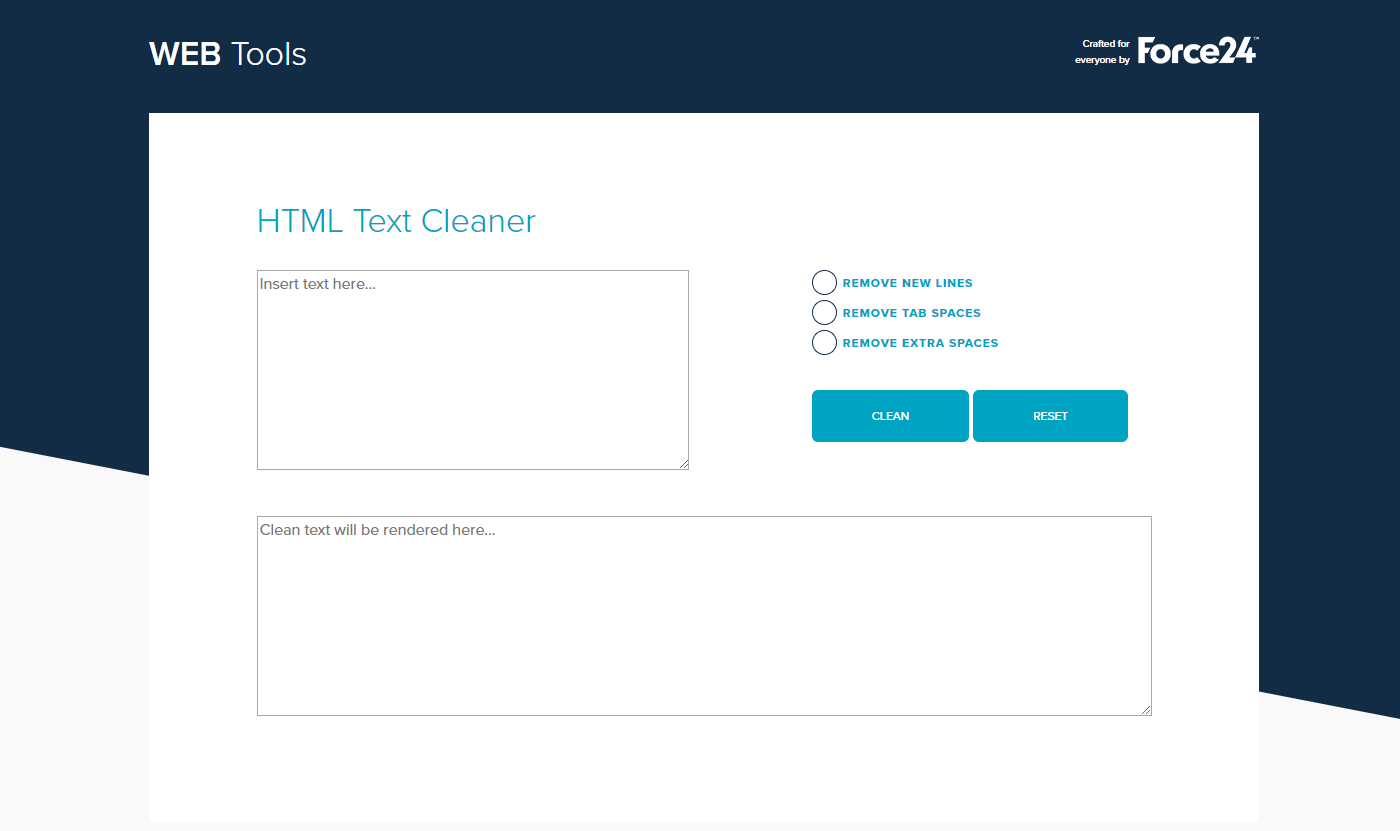 WEB Tools
Crafted for
everyone by
Force24™
HTML Text Cleaner
Insert text here...
REMOVE NEW LINES
REMOVE TAB SPACES
REMOVE EXTRA SPACES
CLEAN
RESET
Clean text will be rendered here...